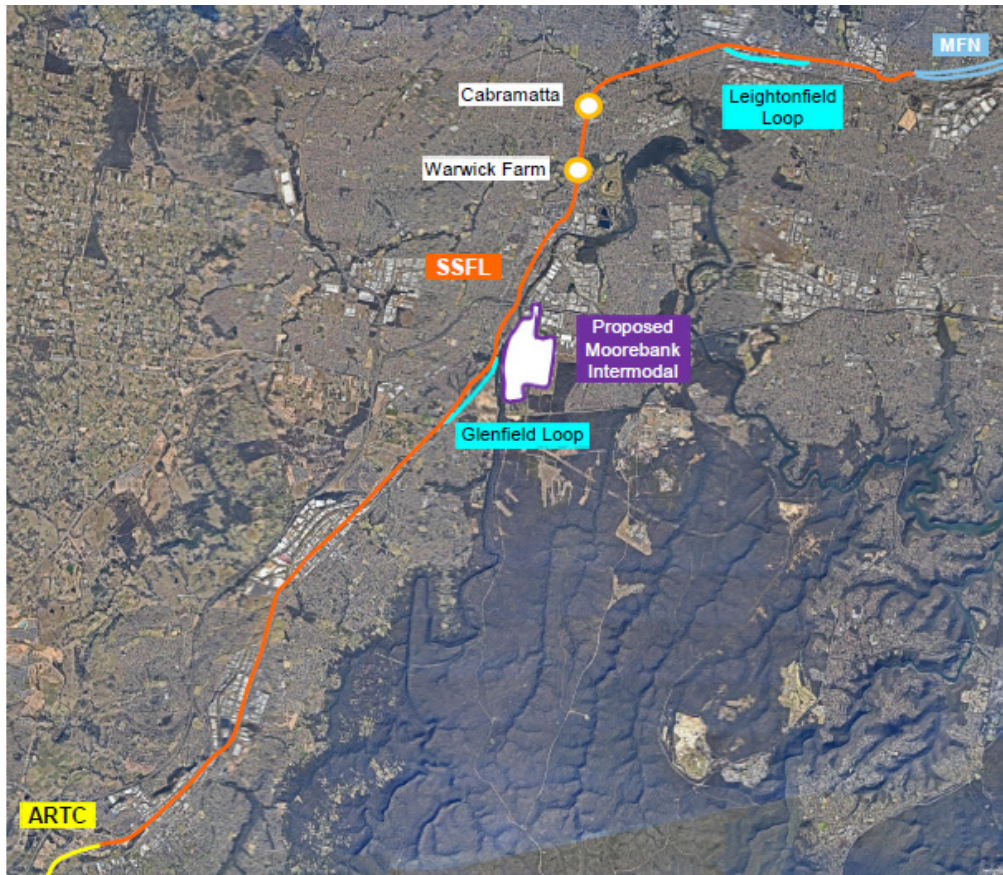 MFN
Cabramatta
Leightonfield
Loop
Warwick Farm
SSFL
Proposed
Moorebank
Intermodal
Glenfield Loop
ARTC